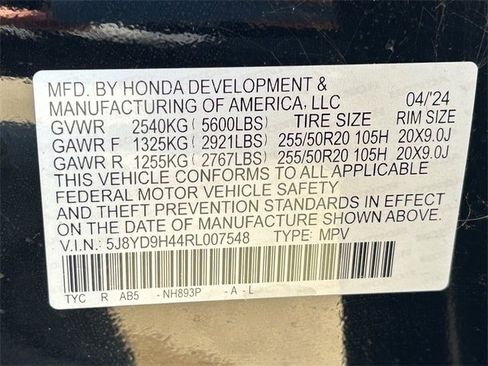 MFD. BY HONDA DEVELOPMENT &
MANUFACTURING OF AMERICA, LLC 04/'24
GVWR 2540KG (5600LBS) TIRE SIZE RIM SIZE
GAWR F 1325KG (2921LBS) 255/50R20 105H 20X9.0J
GAWR R 1255KG (2767LBS) 255/50R20 105H 20X9.0J
THIS VEHICLE CONFORMS TO ALL APPLICABLE
FEDERAL MOTOR VEHICLE SAFETY
AND THEFT PREVENTION STANDARDS IN EFFECT
ON THE DATE OF MANUFACTURE SHOWN ABOVE.
V.I.N: 5J8YD9H44RL007548 TYPE: MPV
TYC R AB5 -NH893P -A-L